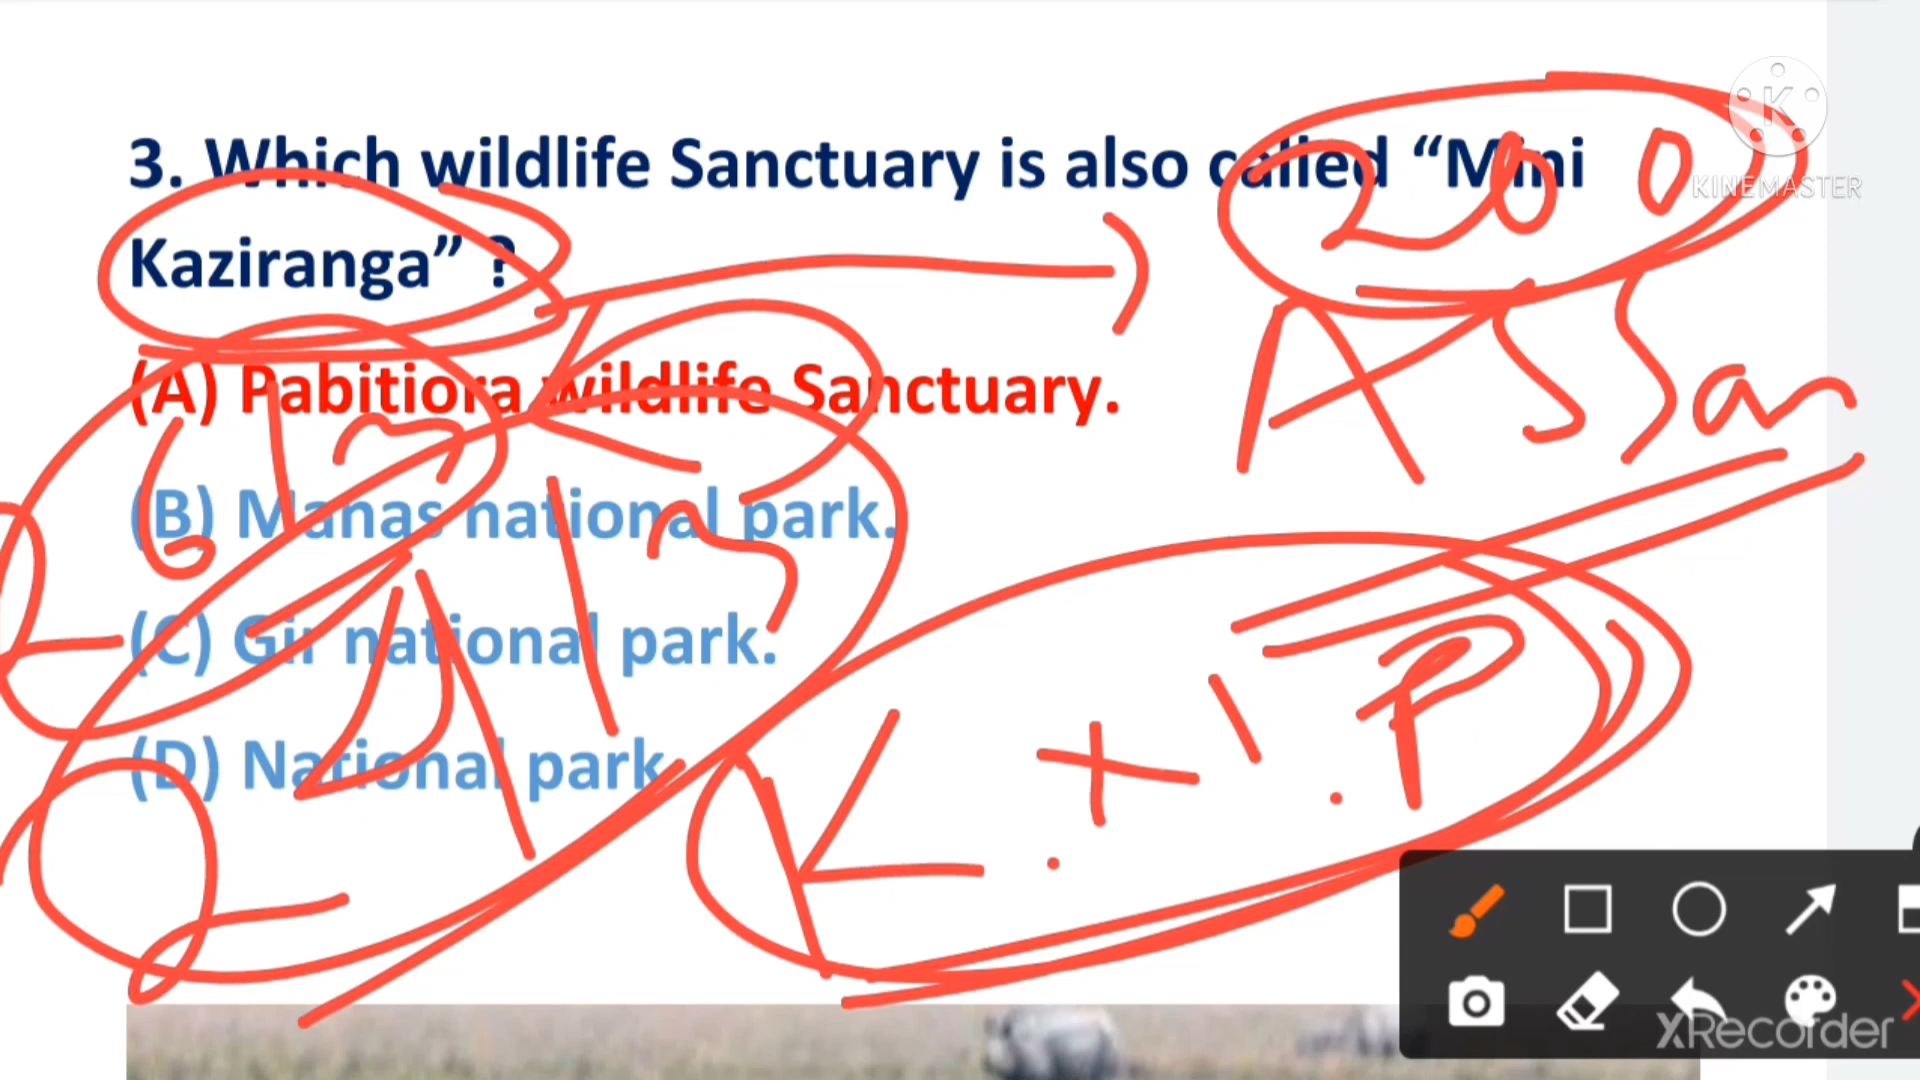 3. Which wildlife Sanctuary is also called “Mini
Kaziranga” ?
(A) Pabitiora wildlife Sanctuary.
(B) Manas national park.
(C) Gir national park.
(D) National park.
200
Assam
K.
P
KINEMASTER
XRecorder